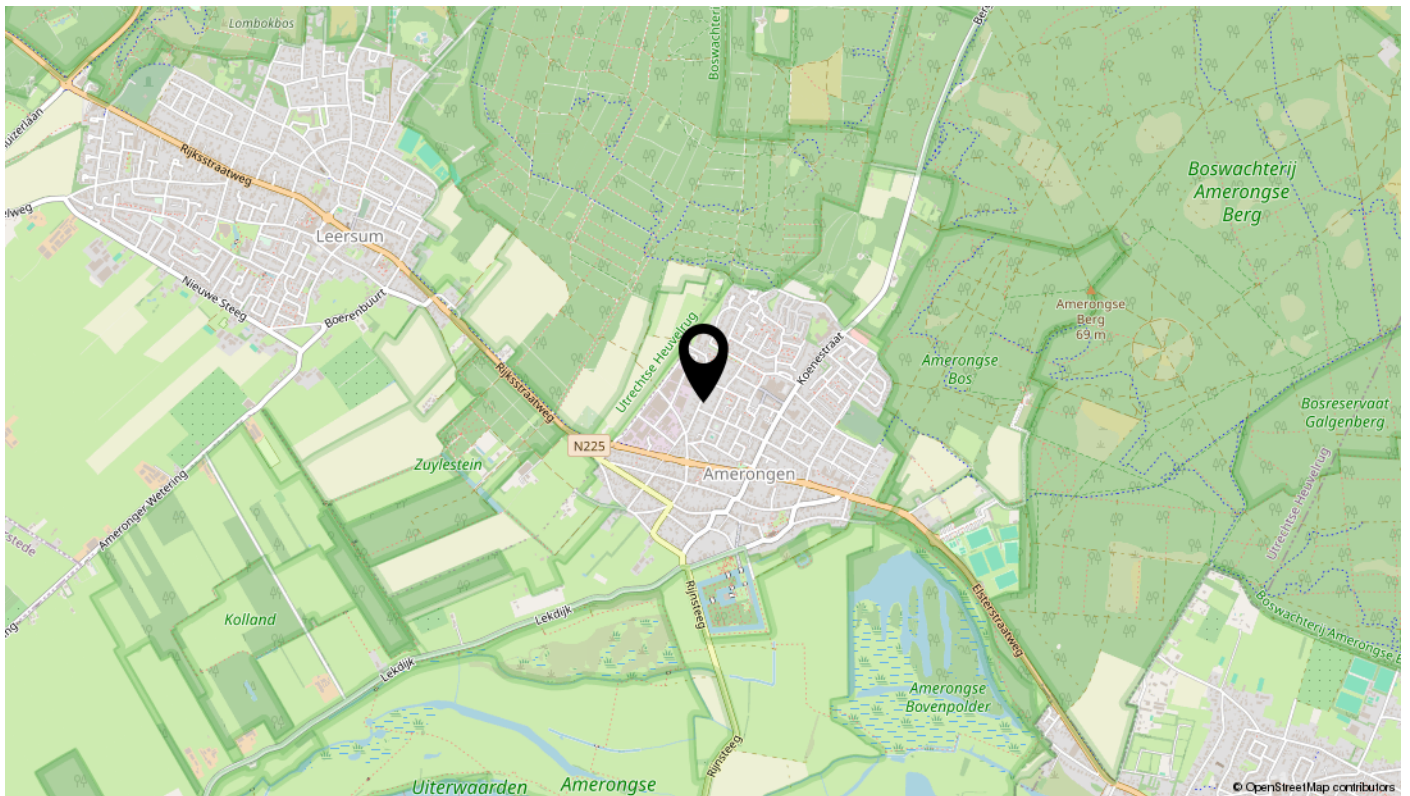 Lombokbos
Boswachterij
Rijksstraatweg
Boswachterij
Amerongse
Berg
Leersum
Nieuwe Steeg
Boerenbuurt
Amerongse
Berg
69 m
Utrechtse Heuvelrug
Koenestraat
Amerongse
Bos
Rijksstraatweg
Bosreservaat
Galgenberg
N225
Zuylestein
Amerongen
Ameronger Wetering
Utrechtse Heuvelrug
Rijnsteeg
Elsterstraatweg
Kolland
Lekdijk
Boswachterij Amerongse B
Lekdijk
Amerongse
Bovenpolder
Rijnsteeg
Uiterwaarden
Amerongse
© OpenStreetMap contributors